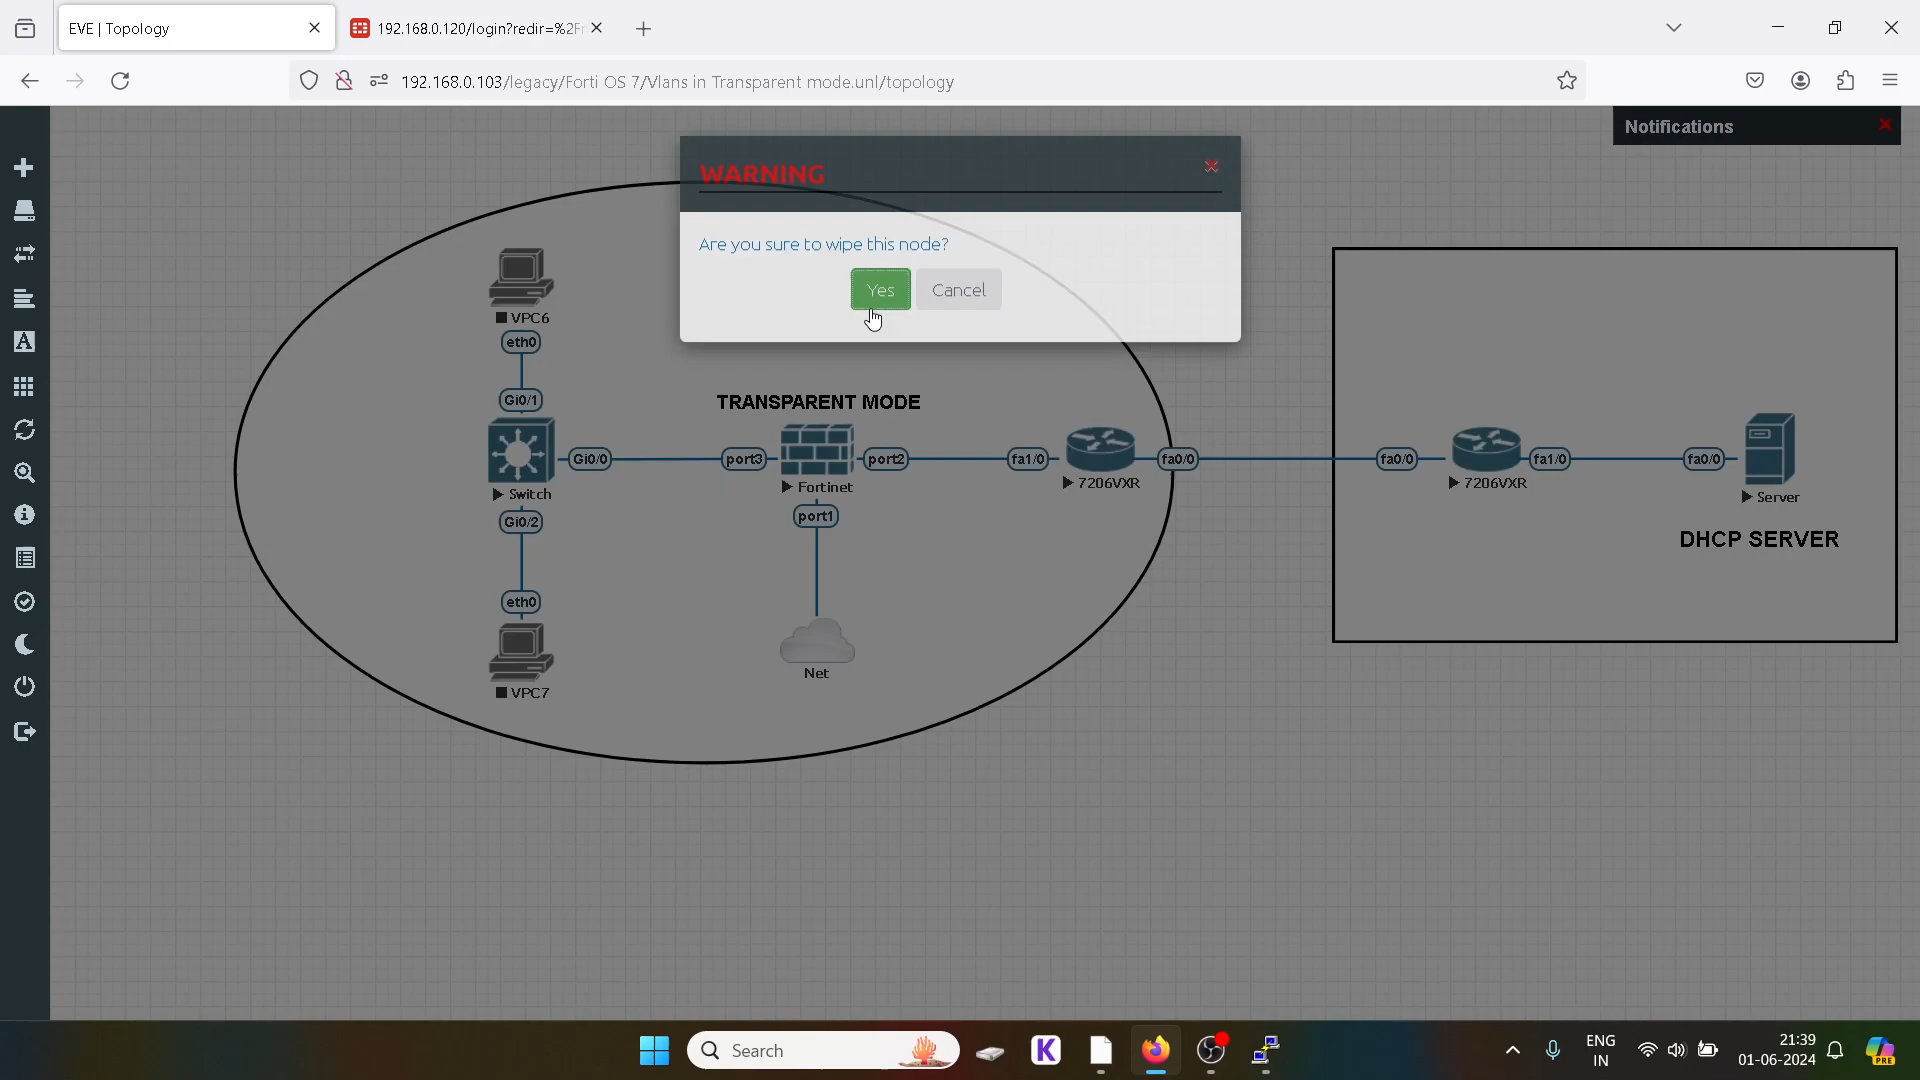 EVE | Topology
192.168.0.120/login?redir=%2F
192.168.0.103/legacy/Forti OS 7/Vlans in Transparent mode.unl/topology
Notifications
WARNING
Are you sure to wipe this node?
Yes
Cancel
VPC6
eth0
Gi0/1
TRANSPARENT MODE
Gi0/0
port3
port2
fa1/0
fa0/0
fa0/0
fa1/0
fa0/0
Switch
Fortinet
7206VXR
7206VXR
Server
Gi0/2
port1
DHCP SERVER
eth0
VPC7
Net
Search
ENG
IN
21:39
01-06-2024
PRE